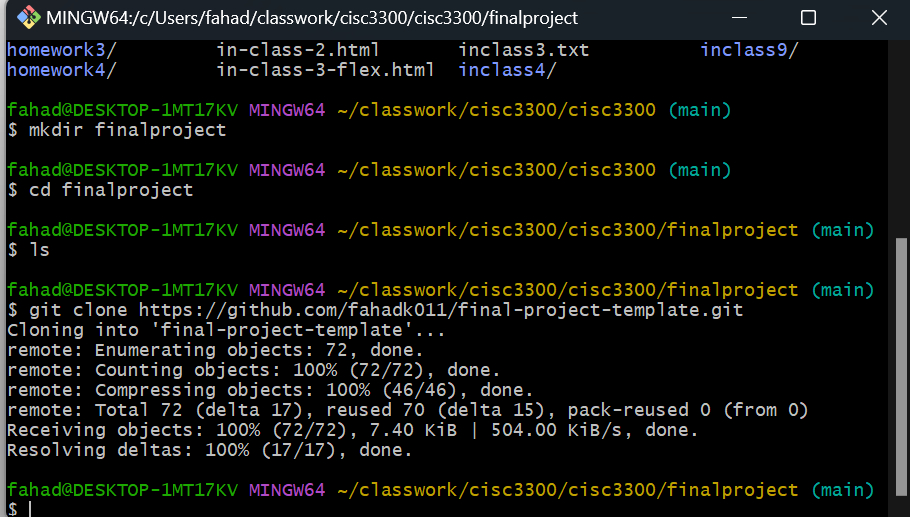 MINGW64:/c/Users/fahad/classwork/cisc3300/cisc3300/finalproject
homework3/ in-class-2.html inclass3.txt inclass9/
homework4/ in-class-3-flex.html inclass4/
fahad@DESKTOP-1MT17KV MINGW64 ~/classwork/cisc3300/cisc3300 (main)
$ mkdir finalproject
fahad@DESKTOP-1MT17KV MINGW64 ~/classwork/cisc3300/cisc3300 (main)
$ cd finalproject
fahad@DESKTOP-1MT17KV MINGW64 ~/classwork/cisc3300/cisc3300/finalproject (main)
$ ls
fahad@DESKTOP-1MT17KV MINGW64 ~/classwork/cisc3300/cisc3300/finalproject (main)
$ git clone https://github.com/fahadk011/final-project-template.git
Cloning into 'final-project-template'...
remote: Enumerating objects: 72, done.
remote: Counting objects: 100% (72/72), done.
remote: Compressing objects: 100% (46/46), done.
remote: Total 72 (delta 17), reused 70 (delta 15), pack-reused 0 (from 0)
Receiving objects: 100% (72/72), 7.40 KiB | 504.00 KiB/s, done.
Resolving deltas: 100% (17/17), done.
fahad@DESKTOP-1MT17KV MINGW64 ~/classwork/cisc3300/cisc3300/finalproject (main)
$